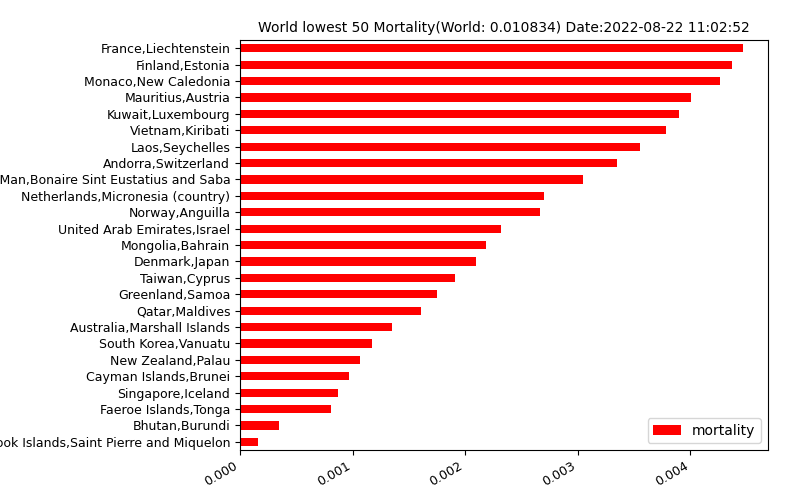 World lowest 50 Mortality(World: 0.010834) Date:2022-08-22 11:02:52
France,Liechtenstein
Finland,Estonia
Monaco,New Caledonia
Mauritius,Austria
Kuwait,Luxembourg
Vietnam,Kiribati
Laos,Seychelles
Andorra,Switzerland
Man,Bonaire Sint Eustatius and Saba
Netherlands,Micronesia (country)
Norway,Anguilla
United Arab Emirates,Israel
Mongolia,Bahrain
Denmark,Japan
Taiwan,Cyprus
Greenland,Samoa
Qatar,Maldives
Australia,Marshall Islands
South Korea,Vanuatu
New Zealand,Palau
Cayman Islands,Brunei
Singapore,Iceland
Faeroe Islands,Tonga
Bhutan,Burundi
ook Islands,Saint Pierre and Miquelon
mortality
0.000 0.001 0.002 0.003 0.004